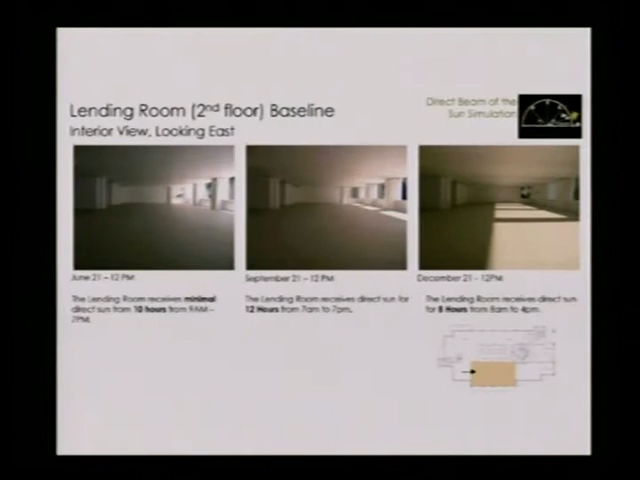 Lending Room (2nd floor) Baseline
Interior View, Looking East
Direct Beam of the
Sun Simulation
June 21 – 12 PM
The Lending Room receives minimal
direct sun from 10 hours from 9AM –
7PM.
September 21 – 12 PM
The Lending Room receives direct sun for
12 Hours from 7am to 7pm.
December 21 - 12PM
The Lending Room receives direct sun
for 8 Hours from 8am to 4pm.